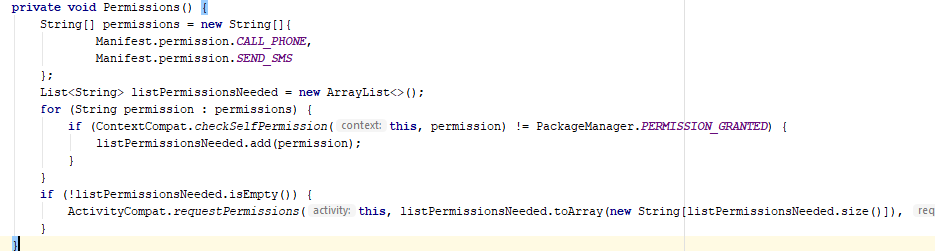 private void Permissions() {
String[] permissions = new String[]{
Manifest.permission.CALL_PHONE,
Manifest.permission.SEND_SMS
};
List<String> listPermissionsNeeded = new ArrayList<>();
for (String permission : permissions) {
if (ContextCompat.checkSelfPermission( context: this, permission) != PackageManager.PERMISSION_GRANTED) {
listPermissionsNeeded.add(permission);
}
}
if (!listPermissionsNeeded.isEmpty()) {
ActivityCompat.requestPermissions( activity: this, listPermissionsNeeded.toArray(new String[listPermissionsNeeded.size()]), req
}
}